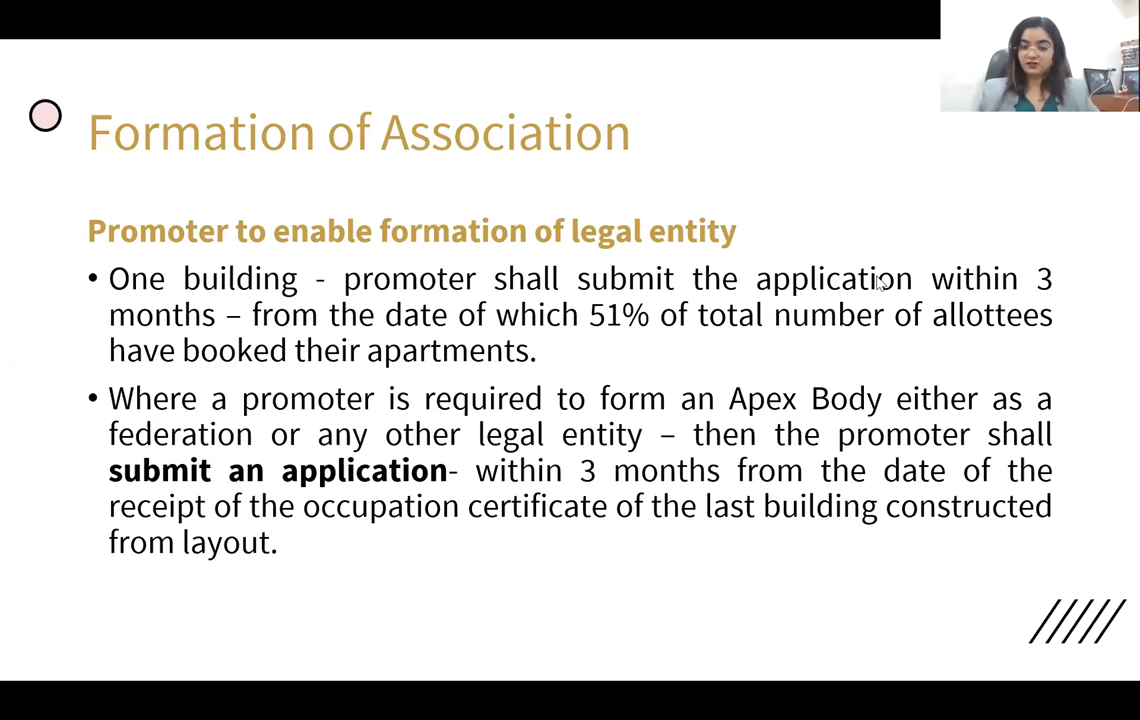 Formation of Association
Promoter to enable formation of legal entity
• One building - promoter shall submit the application within 3
months – from the date of which 51% of total number of allottees
have booked their apartments.
• Where a promoter is required to form an Apex Body either as a
federation or any other legal entity – then the promoter shall
submit an application- within 3 months from the date of the
receipt of the occupation certificate of the last building constructed
from layout.